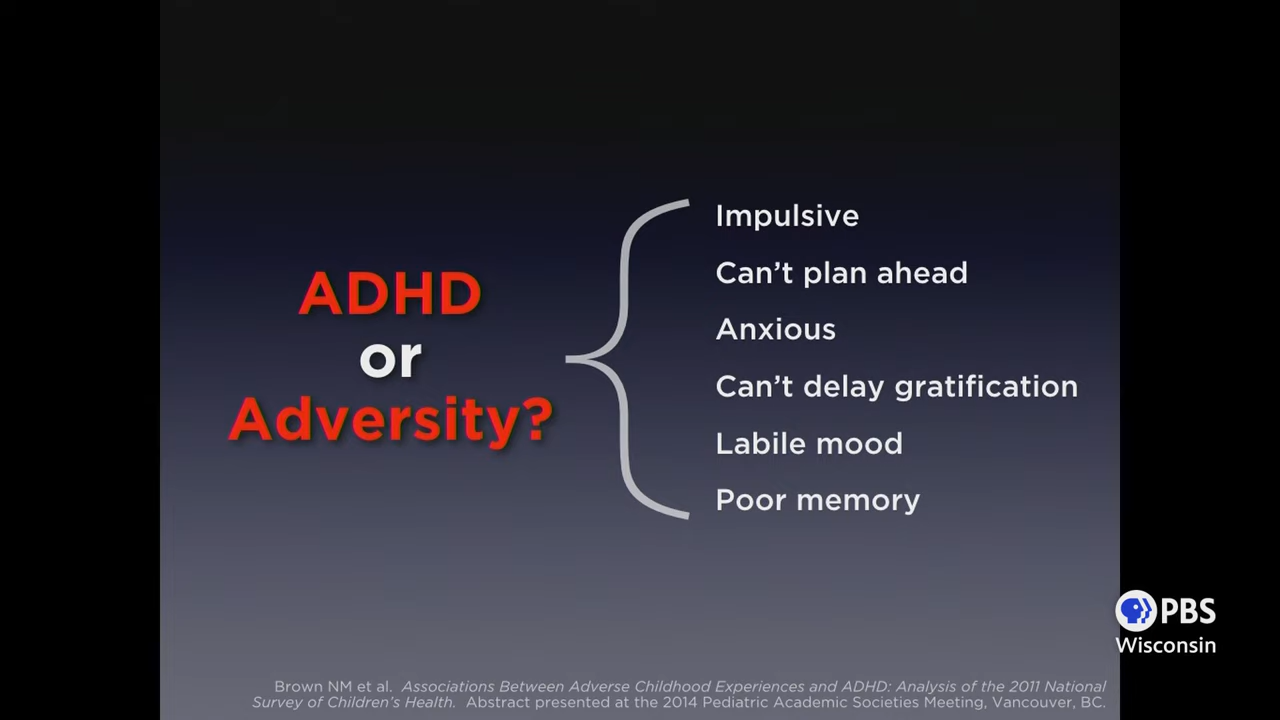 ADHD
or
Adversity?
Impulsive
Can't plan ahead
Anxious
Can't delay gratification
Labile mood
Poor memory
PBS
Wisconsin
Brown NM et al. Associations Between Adverse Childhood Experiences and ADHD: Analysis of the 2011 National
Survey of Children's Health. Abstract presented at the 2014 Pediatric Academic Societies Meeting, Vancouver, BC.